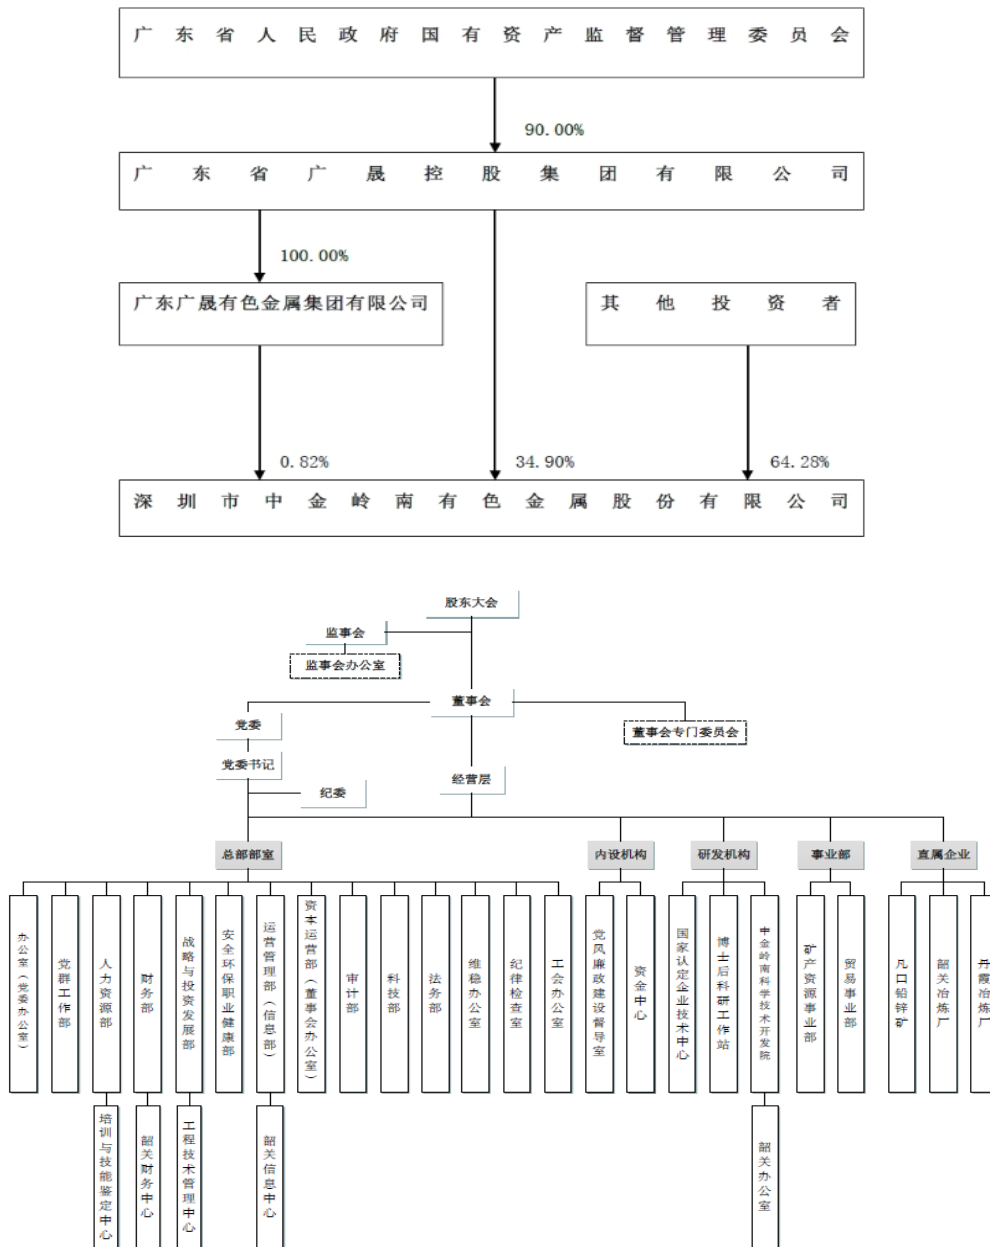 广东省人民政府国有资产监督管理委员会
90.00%
广东省广晟控股集团有限公司
100.00%
广东广晟有色金属集团有限公司
其他投资者
0.82%
34.90%
64.28%
深圳市中金岭南有色金属股份有限公司
股东大会
监事会
监事会办公室
董事会
党委
董事会专门委员会
党委书记
经营层
纪委
总部部室
内设机构
研发机构
事业部
直属企业
办公室（党委办公室）
党群工作部
人力资源部
财务部
战略与投资发展部
安全环保职业健康部
运营管理部（信息部）
资本运营部（董事会办公室）
审计部
科技部
法务部
维稳办公室
纪律检查室
工会办公室
党风廉政建设督导室
资金中心
国家认定企业技术中心
博士后科研工作站
中金岭南科学技术开发院
矿产资源事业部
贸易事业部
凡口铅锌矿
韶关冶炼厂
丹霞冶炼厂
培训与技能鉴定中心
韶关财务中心
工程技术管理中心
韶关信息中心
韶关办公室